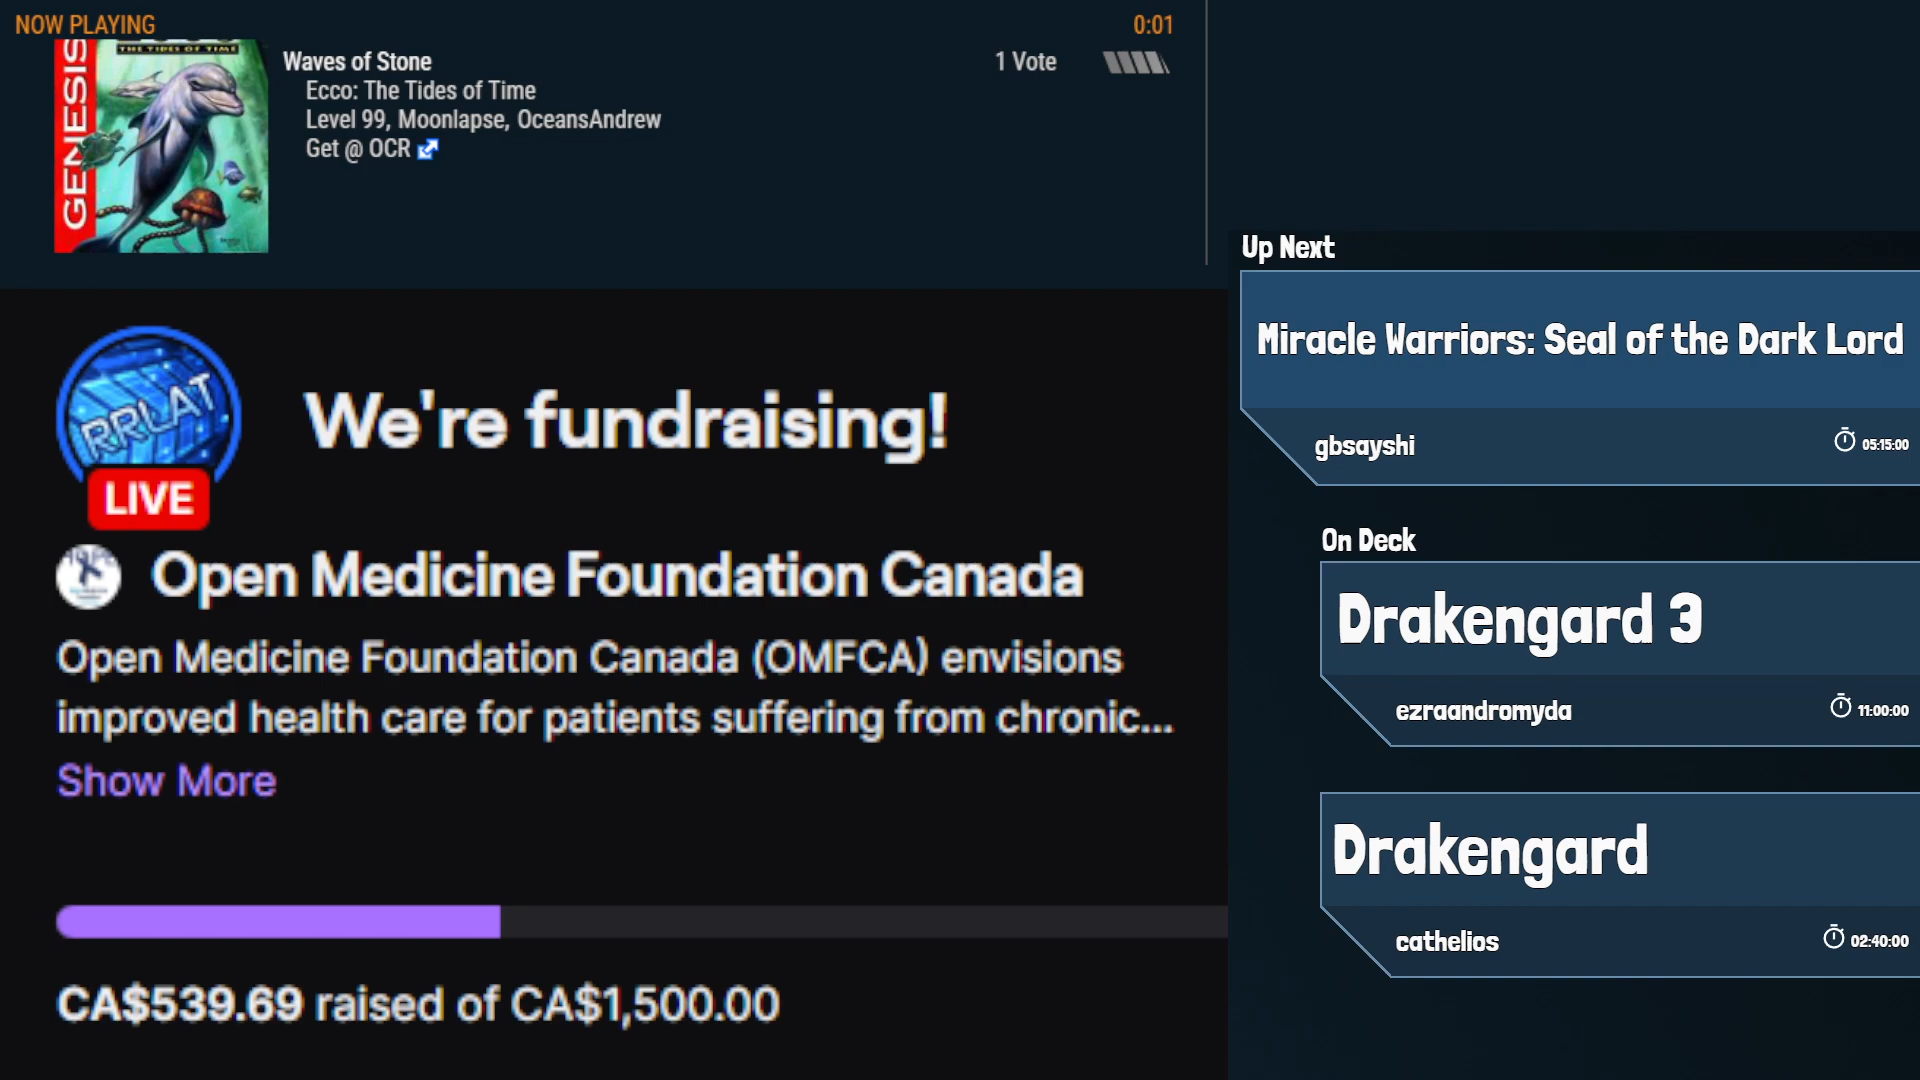 NOW PLAYING
0:01
THE TIDES OF TIME
GENESIS
Waves of Stone
1 Vote
Ecco: The Tides of Time
Level 99, Moonlapse, OceansAndrew
Get @ OCR
RRLAT
LIVE
We're fundraising!
Open Medicine Foundation Canada
Open Medicine Foundation Canada (OMFCA) envisions
improved health care for patients suffering from chronic...
Show More
CA$539.69 raised of CA$1,500.00
Up Next
Miracle Warriors: Seal of the Dark Lord
gbsayshi
05:15:00
On Deck
Drakengard 3
ezraandromyda
11:00:00
Drakengard
cathelios
02:40:00